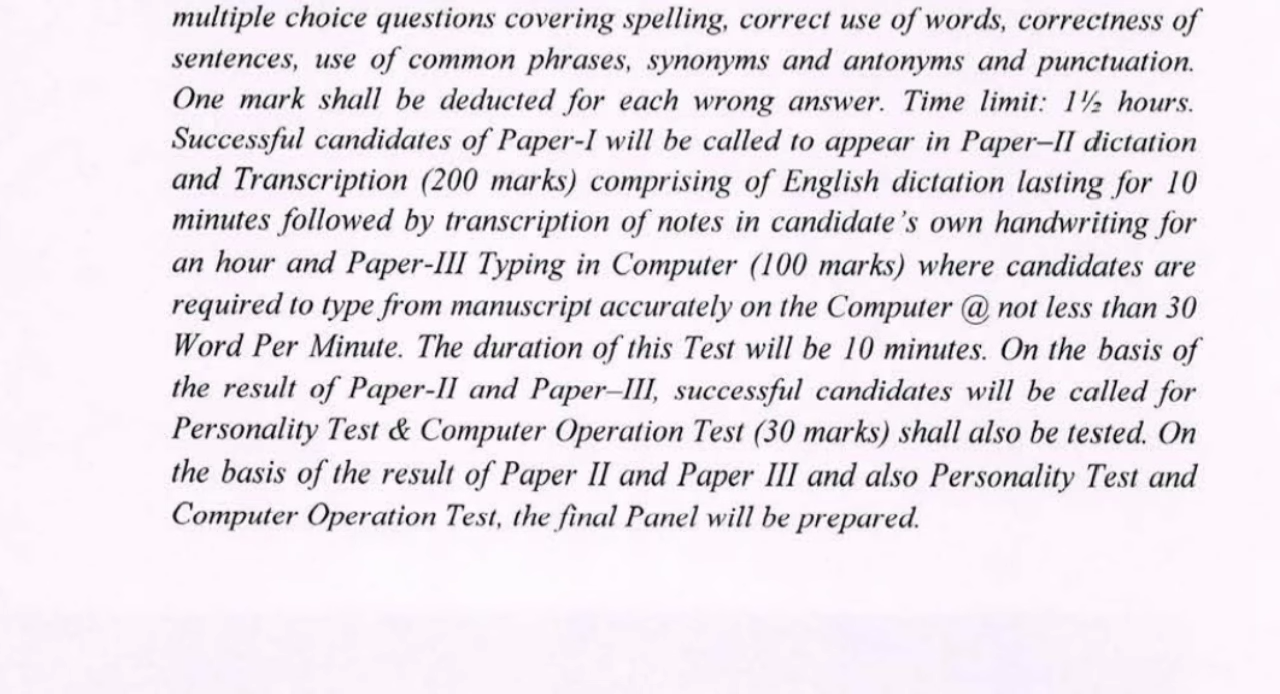 multiple choice questions covering spelling, correct use of words, correctness of
sentences, use of common phrases, synonyms and antonyms and punctuation.
One mark shall be deducted for each wrong answer. Time limit: 1½ hours.
Successful candidates of Paper-I will be called to appear in Paper–II dictation
and Transcription (200 marks) comprising of English dictation lasting for 10
minutes followed by transcription of notes in candidate's own handwriting for
an hour and Paper-III Typing in Computer (100 marks) where candidates are
required to type from manuscript accurately on the Computer @ not less than 30
Word Per Minute. The duration of this Test will be 10 minutes. On the basis of
the result of Paper-II and Paper–III, successful candidates will be called for
Personality Test & Computer Operation Test (30 marks) shall also be tested. On
the basis of the result of Paper II and Paper III and also Personality Test and
Computer Operation Test, the final Panel will be prepared.